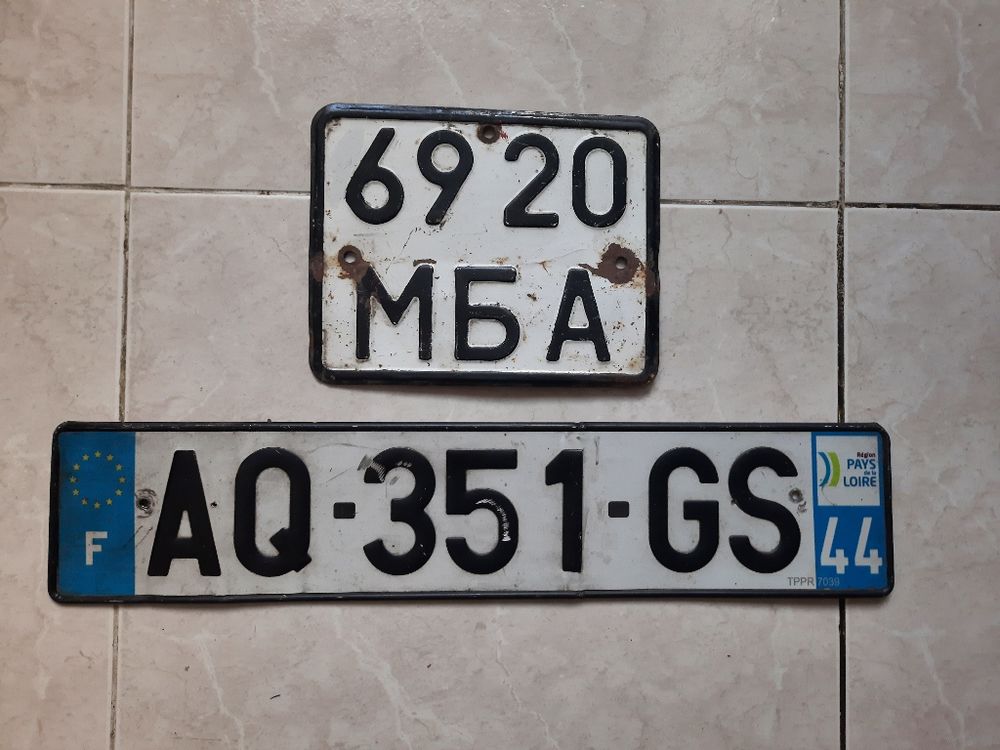 69 20
МБА
F
AQ-351-GS
Région
PAYS
de la
LOIRE
44
TPPR 7039